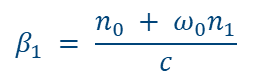 β₁ = (n₀ + ω₀n₁) / c